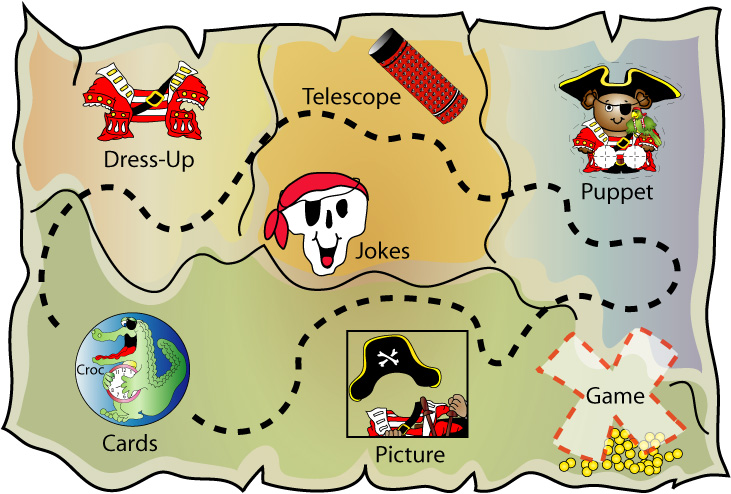 Telescope
Dress-Up
Puppet
Jokes
Croc
Game
Cards
Picture